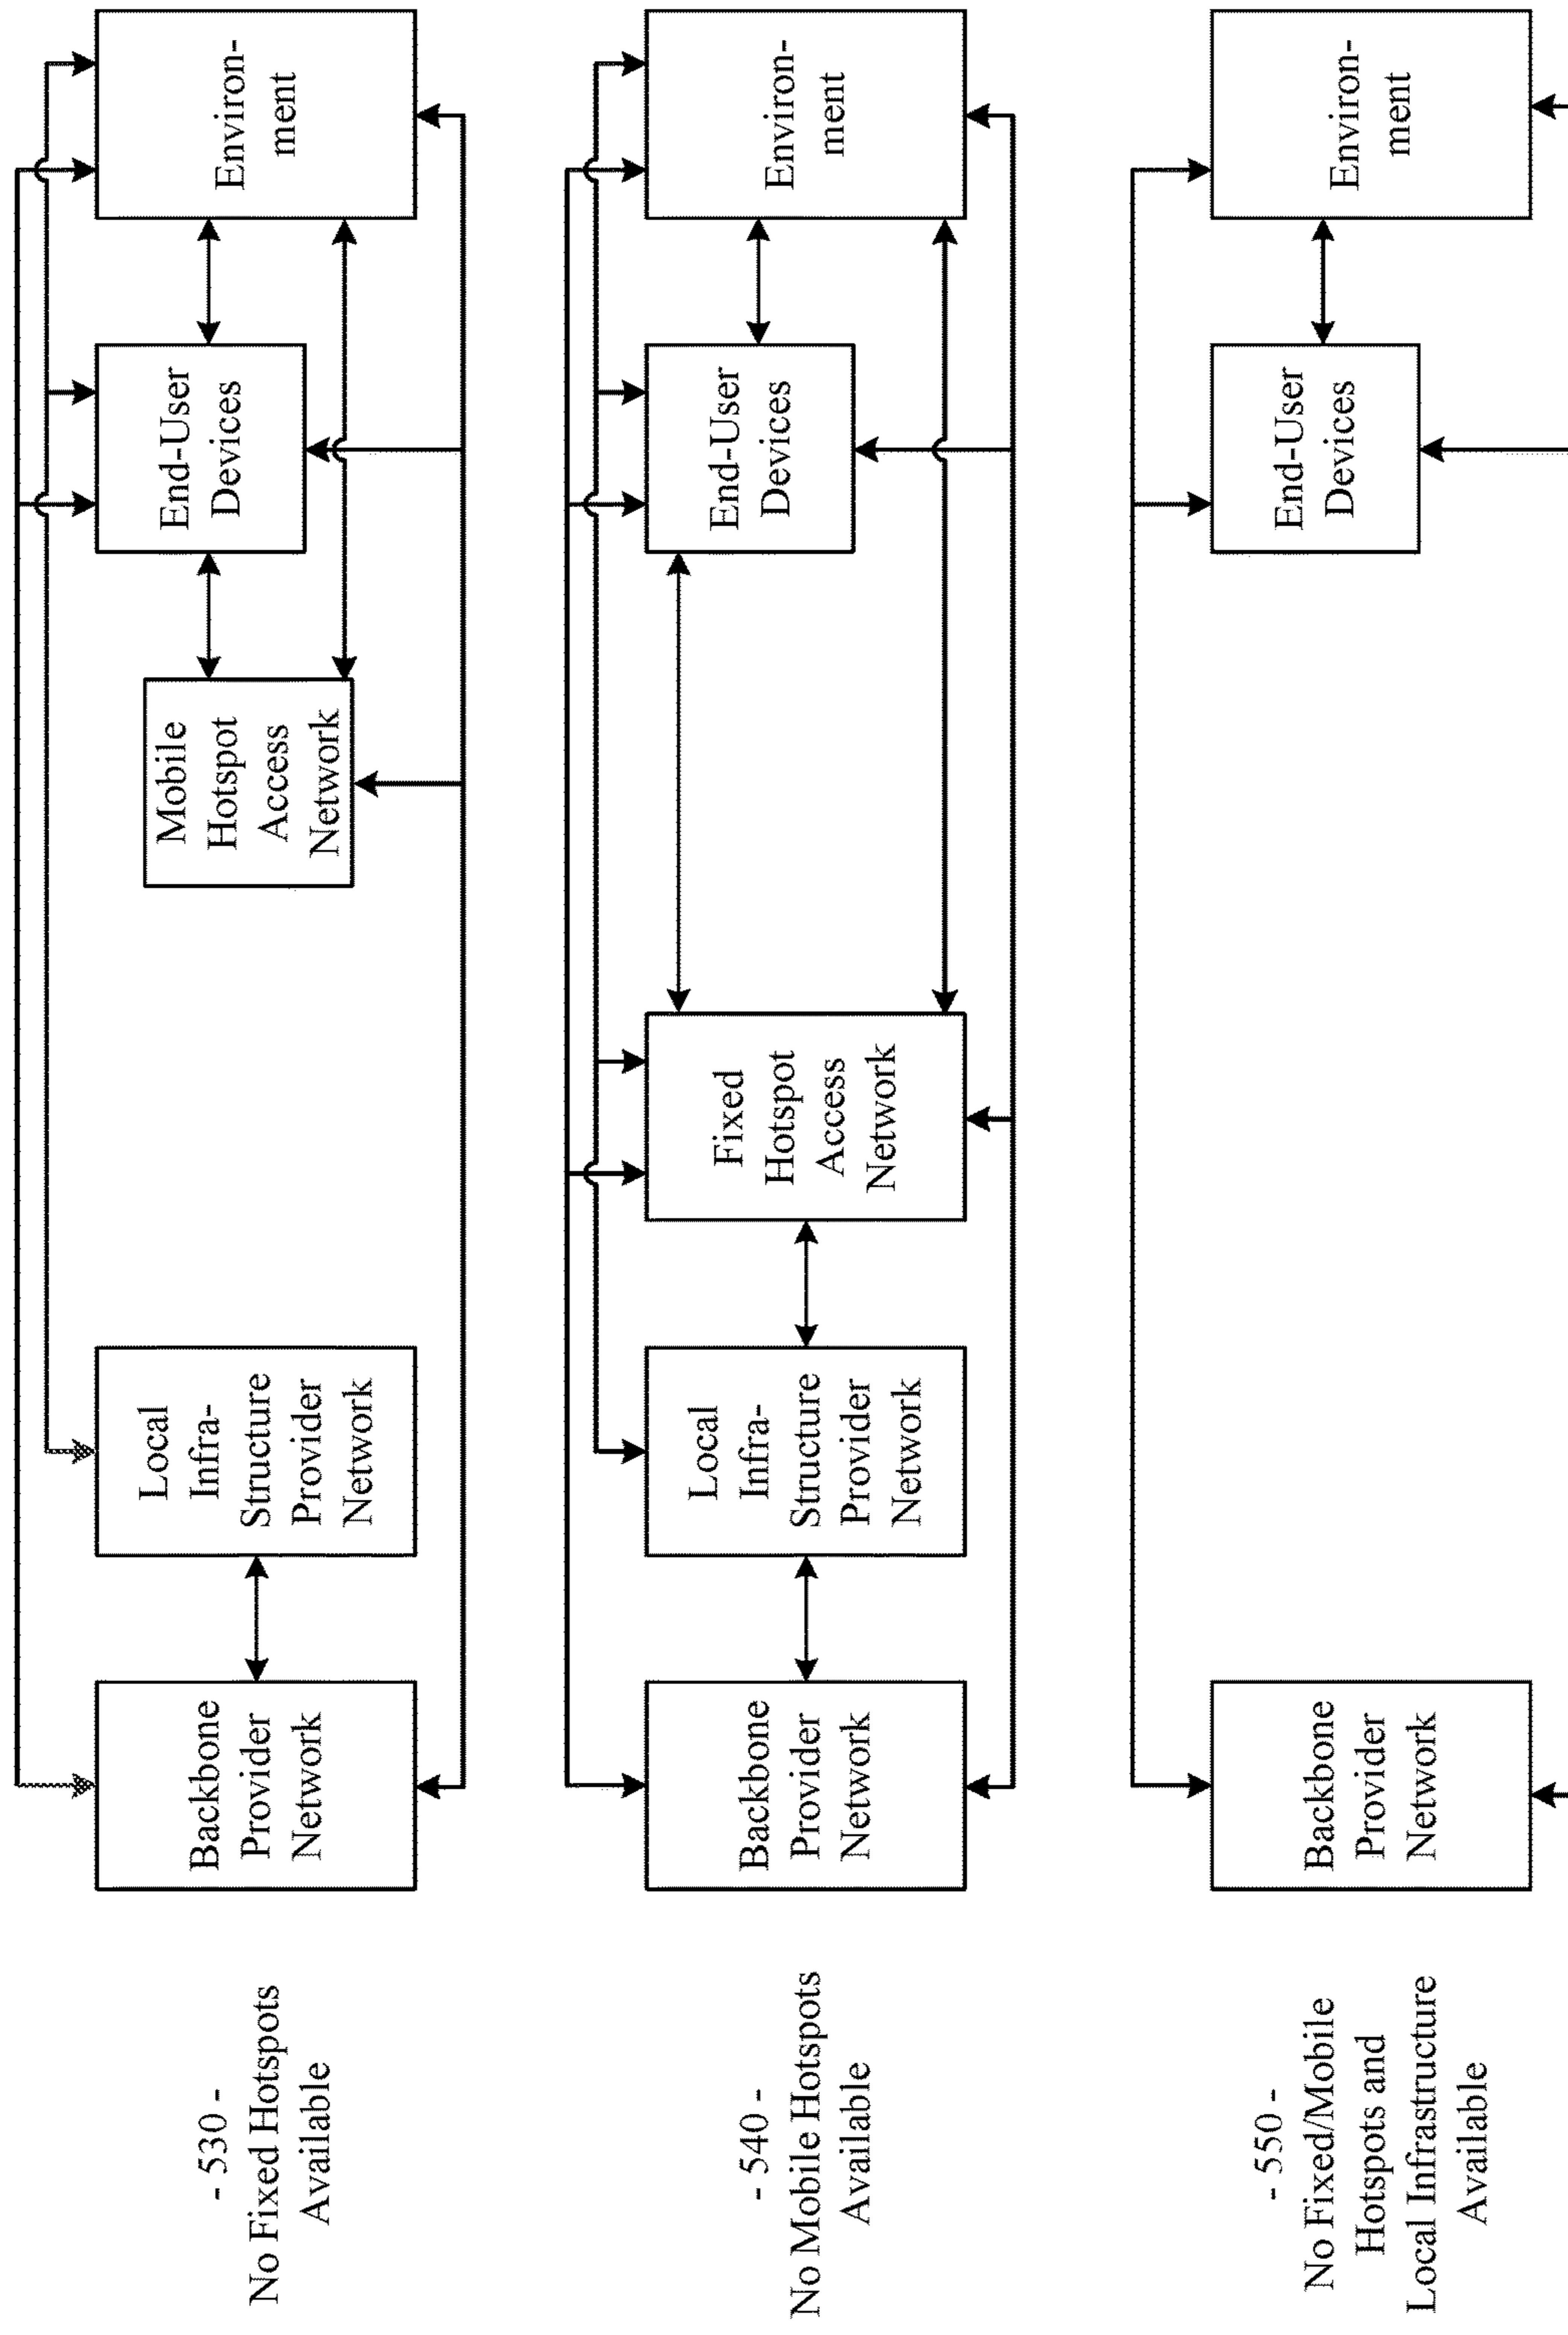 - 530 -
No Fixed Hotspots
Available
Backbone
Provider
Network
Local
Infra-
Structure
Provider
Network
Mobile
Hotspot
Access
Network
End-User
Devices
Environ-
ment
- 540 -
No Mobile Hotspots
Available
Backbone
Provider
Network
Local
Infra-
Structure
Provider
Network
Fixed
Hotspot
Access
Network
End-User
Devices
Environ-
ment
- 550 -
No Fixed/Mobile
Hotspots and
Local Infrastructure
Available
Backbone
Provider
Network
End-User
Devices
Environ-
ment